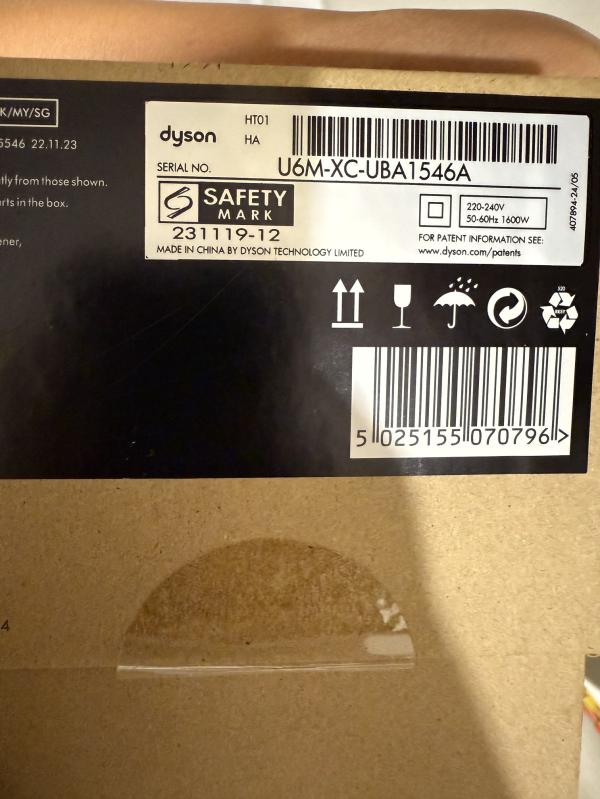 K/MY/SG
5546 22.11.23
tly from those shown.
rts in the box.
ener,
dyson
HT01
HA
SERIAL NO.
U6M-XC-UBA1546A
SAFETY
MARK
231119-12
MADE IN CHINA BY DYSON TECHNOLOGY LIMITED
220-240V
50-60Hz 1600W
FOR PATENT INFORMATION SEE:
www.dyson.com/patents
407894-24/05
5 025155 070796 >
4